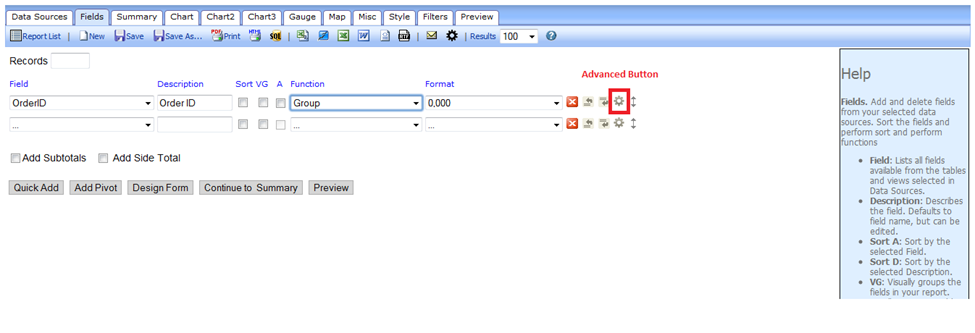 Data Sources Fields Summary Chart Chart2 Chart3 Gauge Map Misc Style Filters Preview
Report List | New Save Save As... Print SQL | | Results 100
Records
Advanced Button
Field Description Sort VG A Function Format
OrderID Order ID Group 0,000
... ... ...
Add Subtotals Add Side Total
Quick Add Add Pivot Design Form Continue to Summary Preview
Help
Fields. Add and delete fields
from your selected data
sources. Sort the fields and
perform sort and perform
functions
• Field: Lists all fields
available from the tables
and views selected in
Data Sources.
• Description: Describes
the field. Defaults to
field name, but can be
edited.
• Sort A: Sort by the
selected Field.
• Sort D: Sort by the
selected Description.
• VG: Visually groups the
fields in your report.